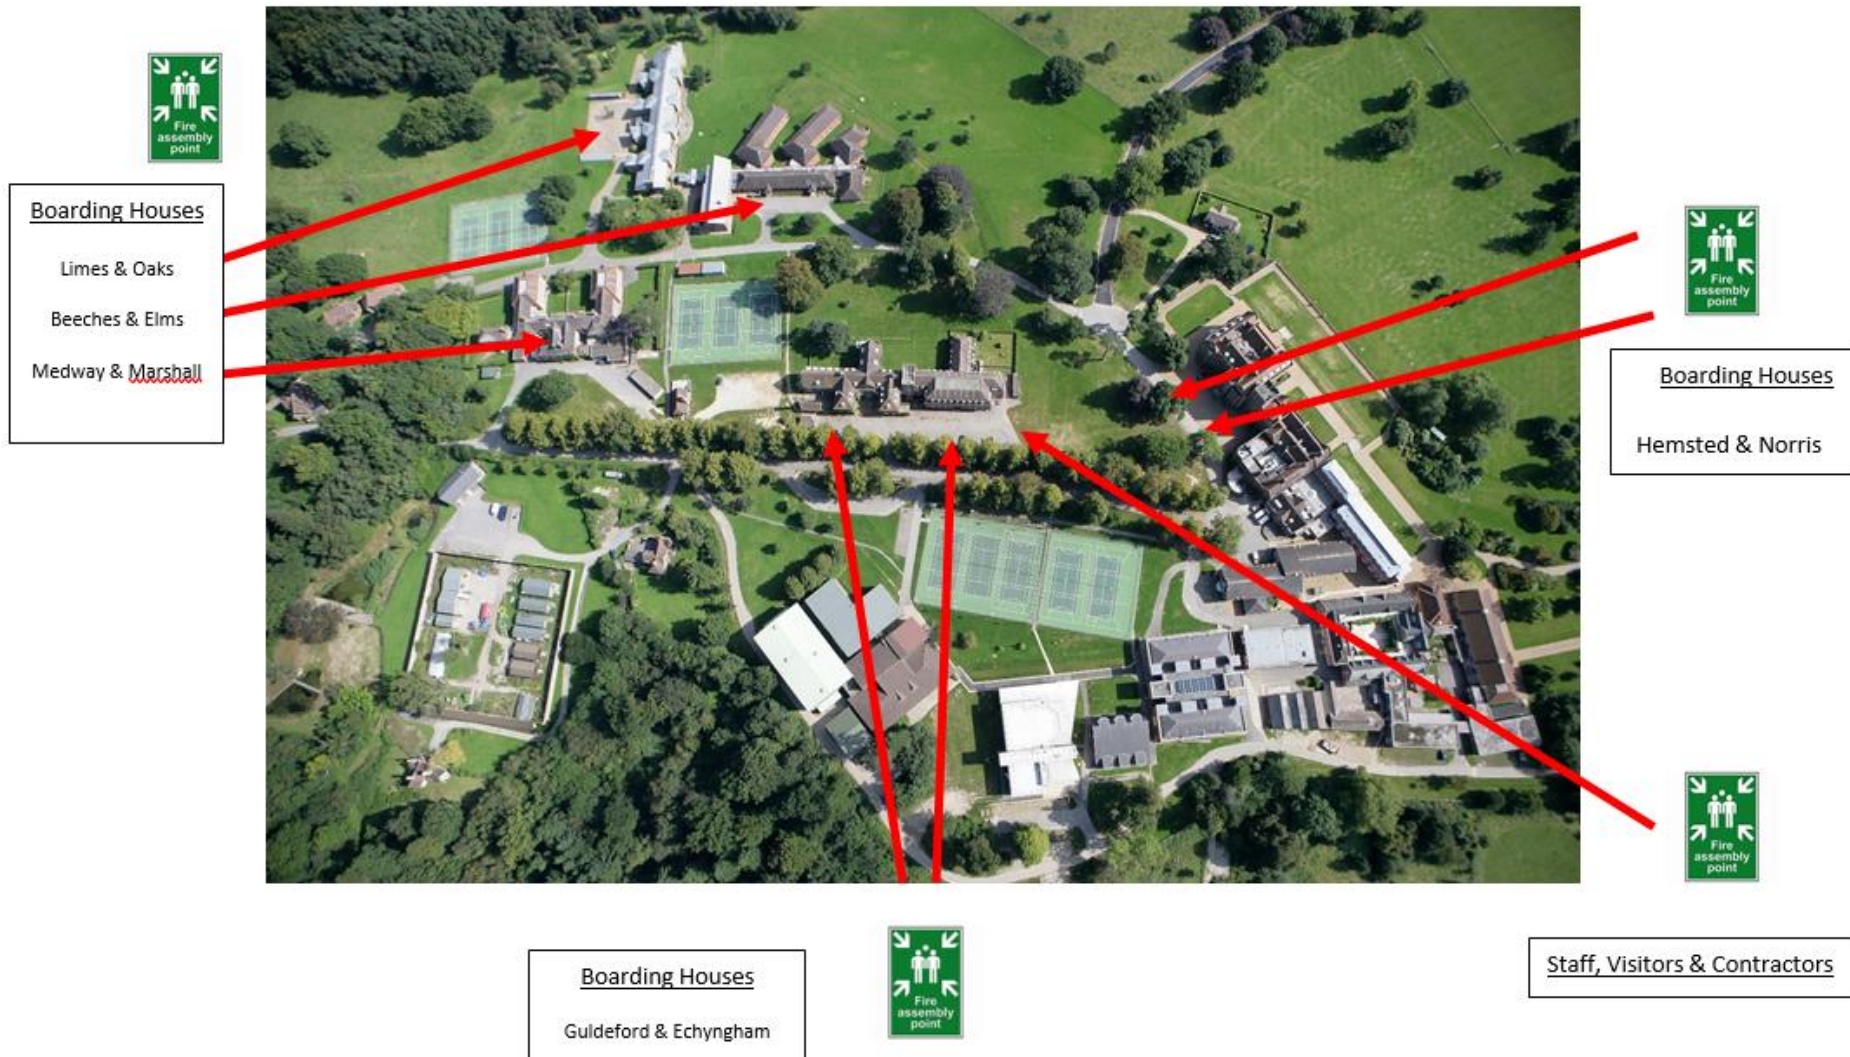 Fire
assembly
point
Boarding Houses
Limes & Oaks
Beeches & Elms
Medway & Marshall
Fire
assembly
point
Boarding Houses
Hemsted & Norris
Fire
assembly
point
Staff, Visitors & Contractors
Boarding Houses
Guldeford & Echyngham
Fire
assembly
point